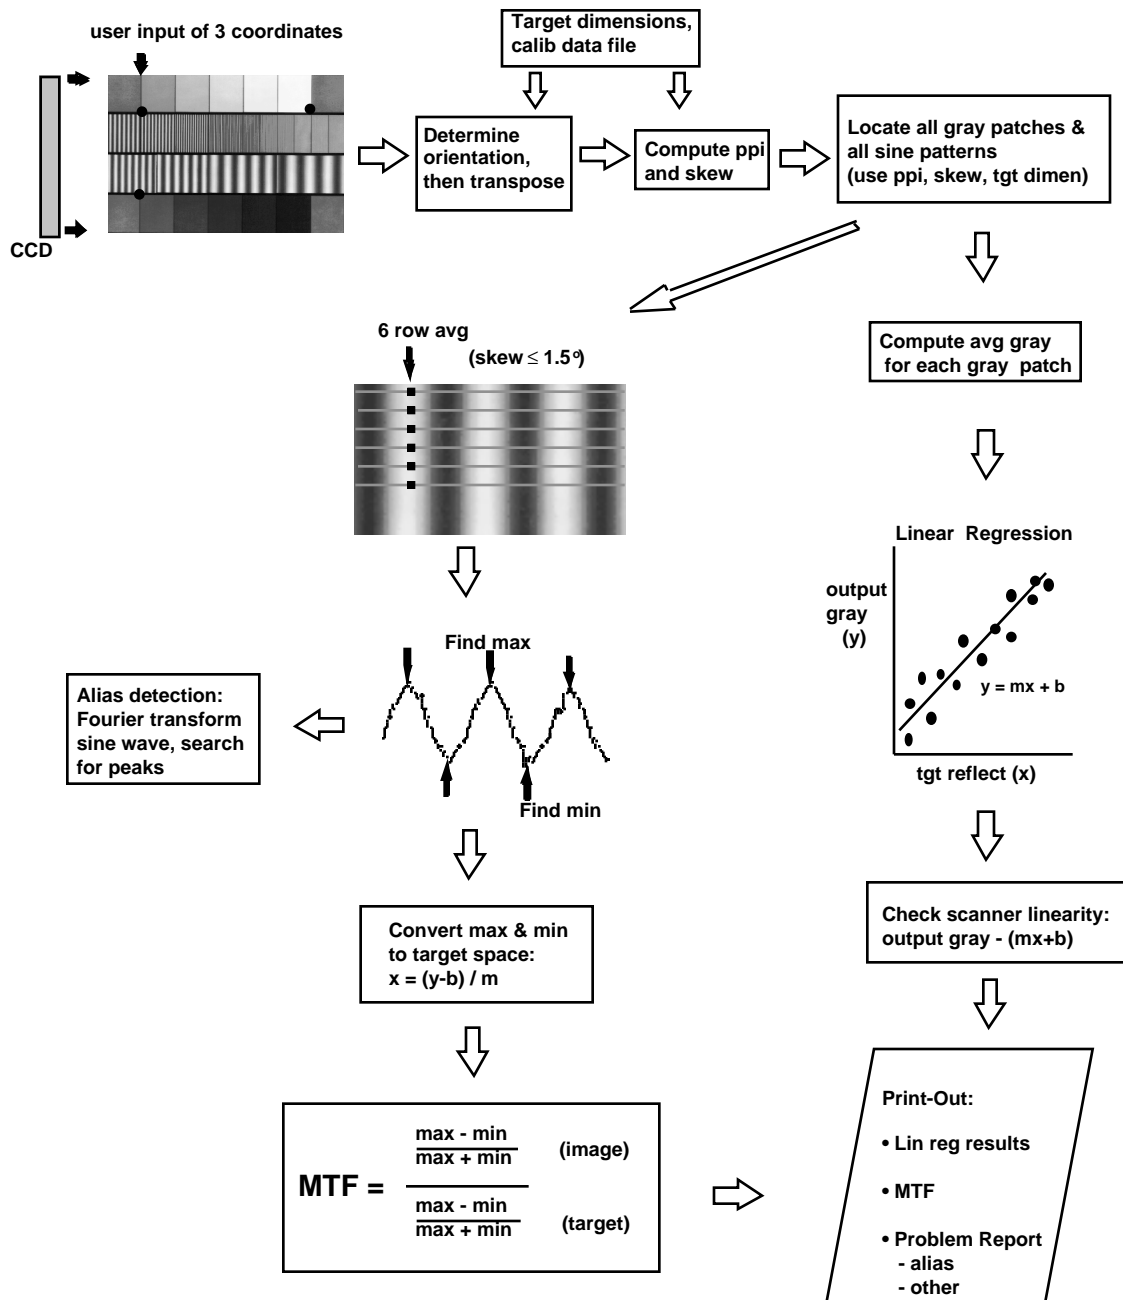 user input of 3 coordinates
CCD
Target dimensions,
calib data file
Determine
orientation,
then transpose
Compute ppi
and skew
Locate all gray patches &
all sine patterns
(use ppi, skew, tgt dimen)
6 row avg
(skew ≤ 1.5°)
Compute avg gray
for each gray patch
Linear Regression
output
gray
(y)
y = mx + b
tgt reflect (x)
Find max
Find min
Alias detection:
Fourier transform
sine wave, search
for peaks
Convert max & min
to target space:
x = (y-b) / m
Check scanner linearity:
output gray - (mx+b)
MTF =
max - min
max + min
(image)
max - min
max + min
(target)
Print-Out:
• Lin reg results
• MTF
• Problem Report
- alias
- other